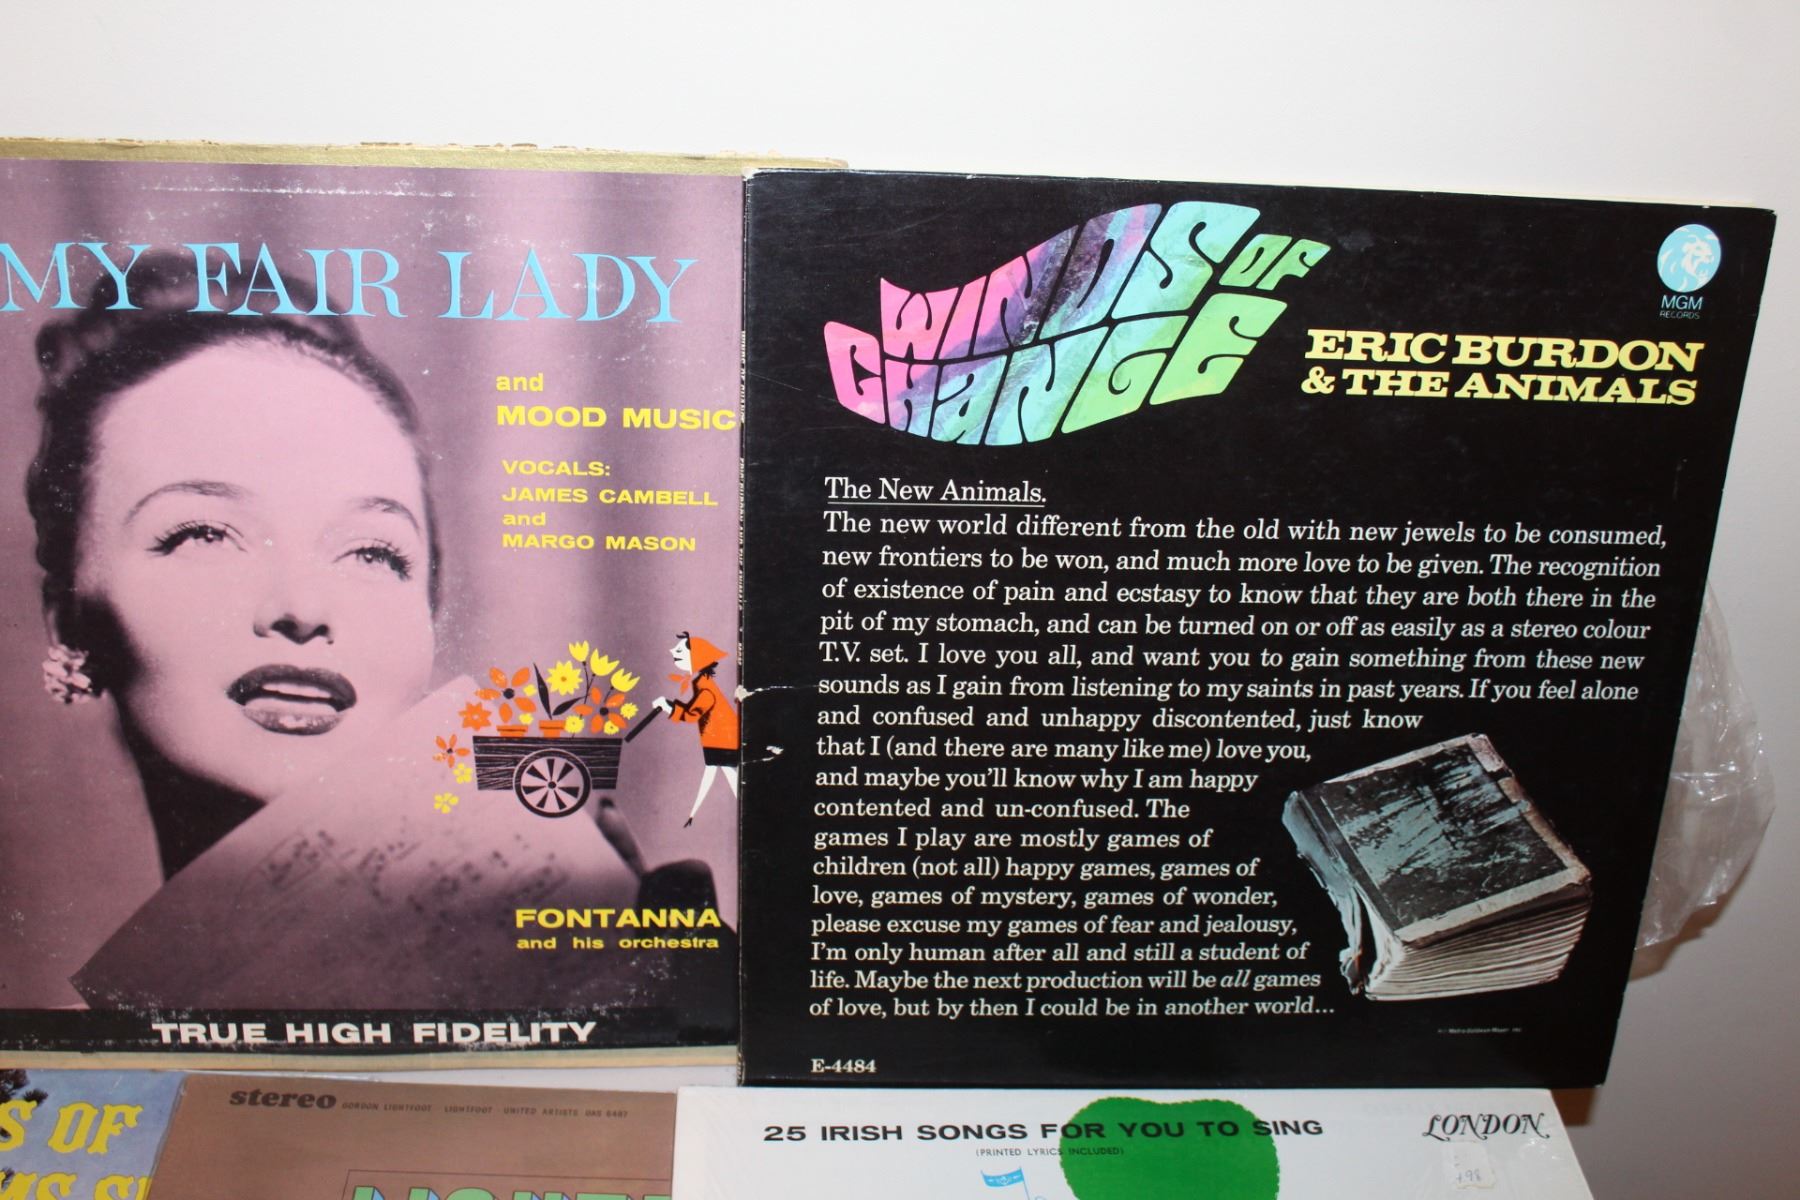 MY FAIR LADY
and
MOOD MUSIC
VOCALS:
JAMES CAMBELL
and
MARGO MASON
FONTANNA
and his orchestra
TRUE HIGH FIDELITY
WINDS OF
CHANGE
MGM
RECORDS
ERIC BURDON
& THE ANIMALS
The New Animals.
The new world different from the old with new jewels to be consumed,
new frontiers to be won, and much more love to be given. The recognition
of existence of pain and ecstasy to know that they are both there in the
pit of my stomach, and can be turned on or off as easily as a stereo colour
T.V. set. I love you all, and want you to gain something from these new
sounds as I gain from listening to my saints in past years. If you feel alone
and confused and unhappy discontented, just know
that I (and there are many like me) love you,
and maybe you'll know why I am happy
contented and un-confused. The
games I play are mostly games of
children (not all) happy games, games of
love, games of mystery, games of wonder,
please excuse my games of fear and jealousy,
I'm only human after all and still a student of
life. Maybe the next production will be all games
of love, but by then I could be in another world...
E-4484
S OF
stereo GORDON LIGHTFOOT · LIGHTFOOT · UNITED ARTISTS UAS 6487
25 IRISH SONGS FOR YOU TO SING
(PRINTED LYRICS INCLUDED)
LONDON